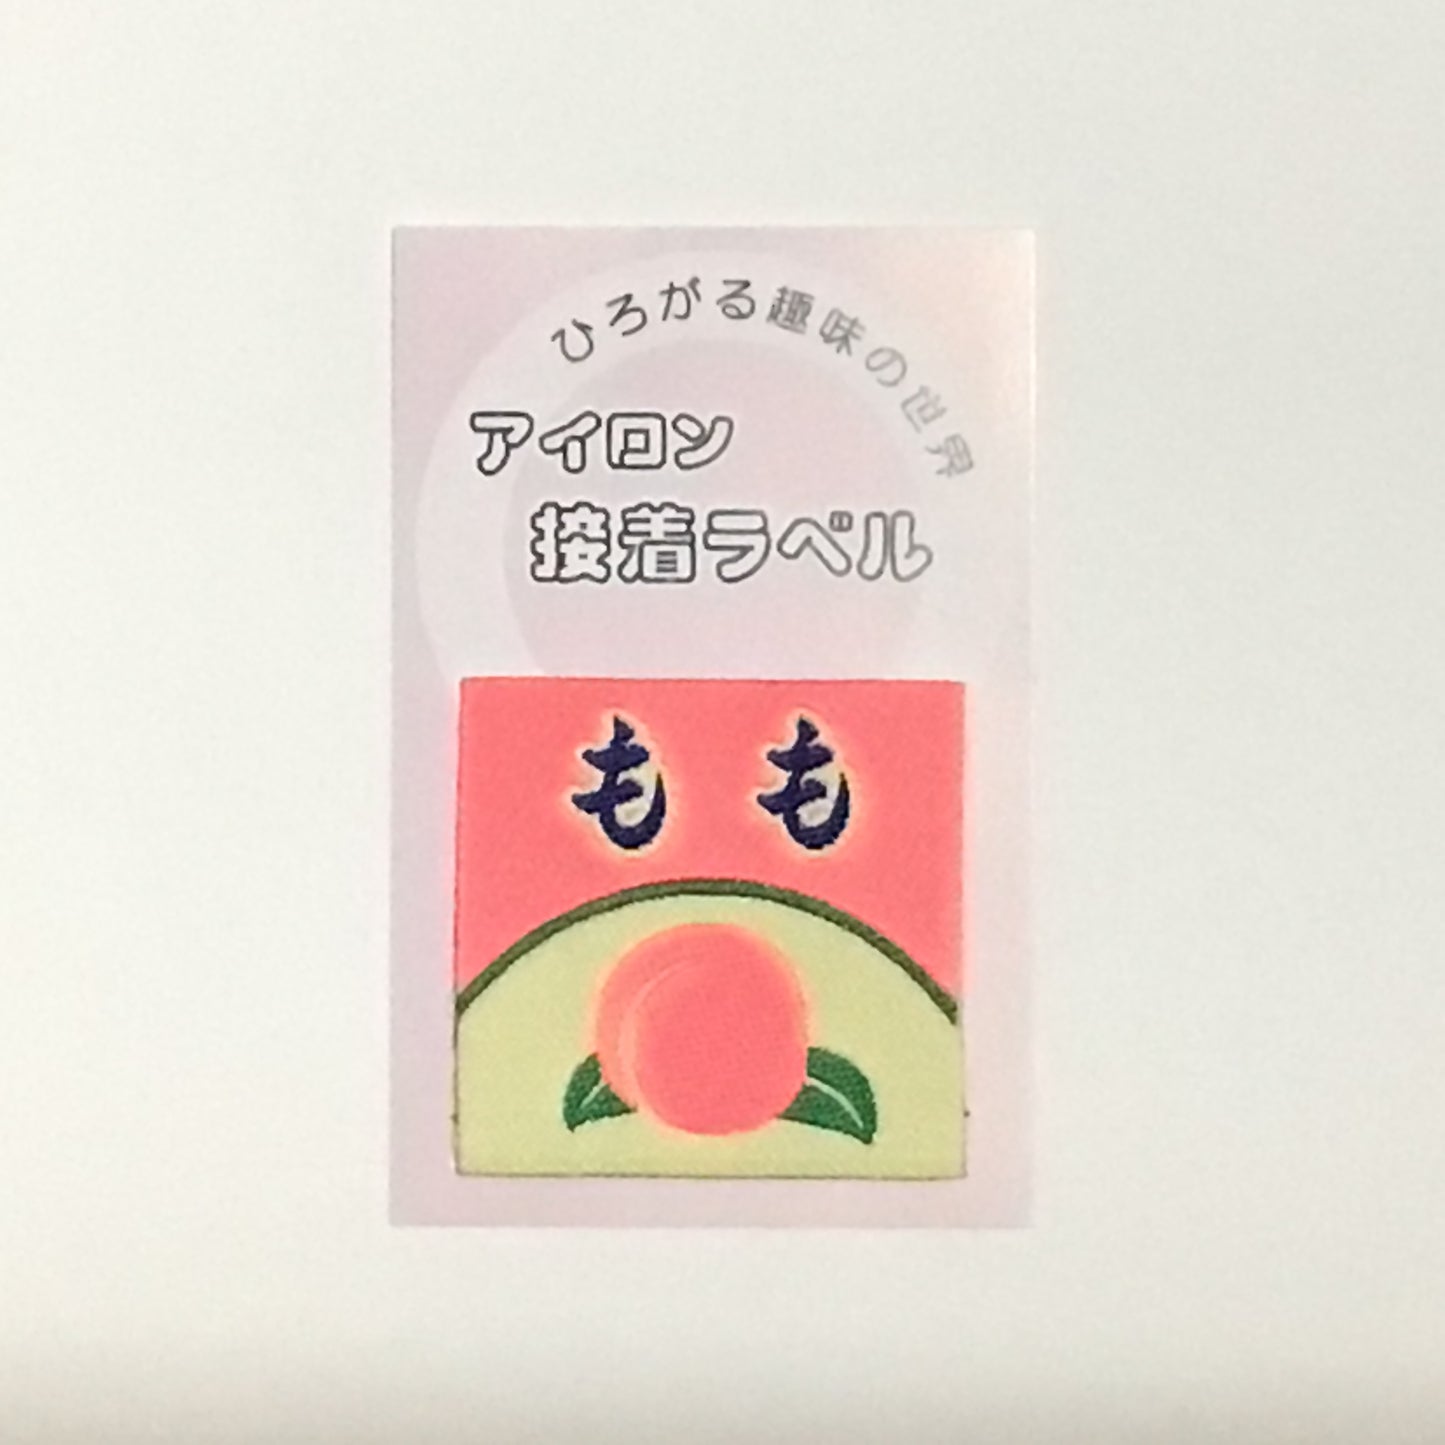 ひろがる趣味の世界
アイロン
接着ラベル
もも